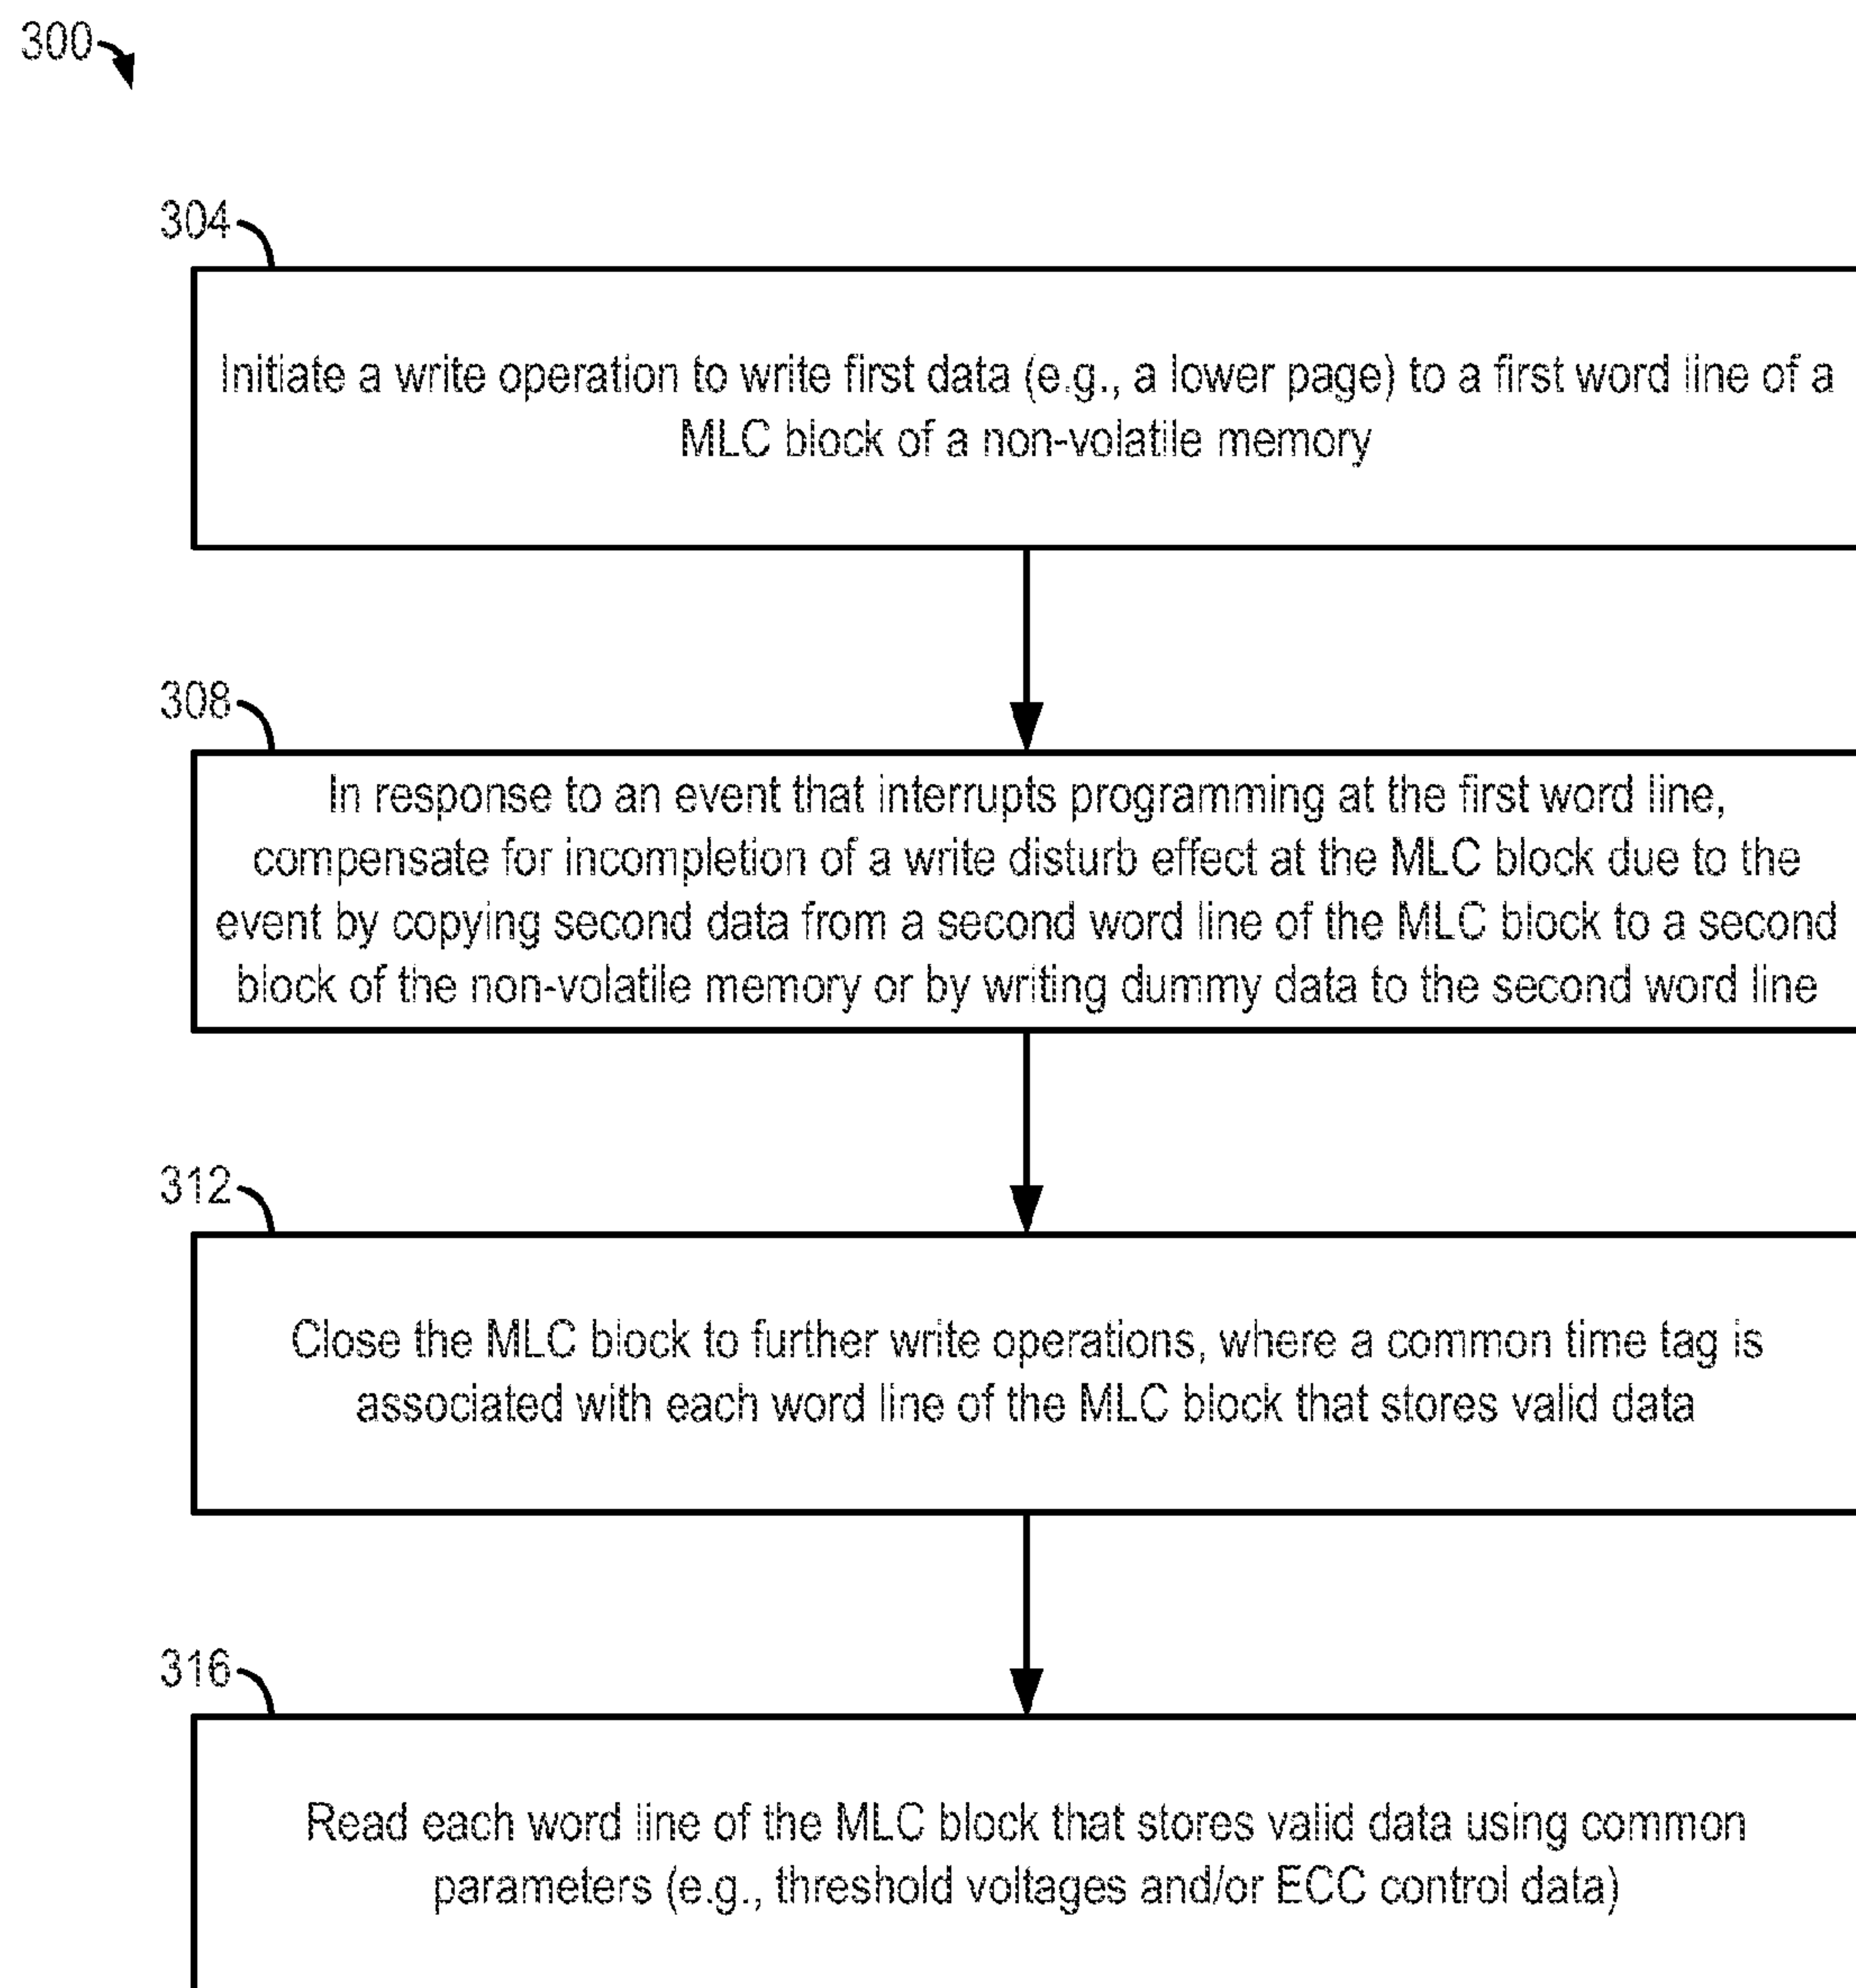 300
304
Initiate a write operation to write first data (e.g., a lower page) to a first word line of a
MLC block of a non-volatile memory
308
In response to an event that interrupts programming at the first word line,
compensate for incompletion of a write disturb effect at the MLC block due to the
event by copying second data from a second word line of the MLC block to a second
block of the non-volatile memory or by writing dummy data to the second word line
312
Close the MLC block to further write operations, where a common time tag is
associated with each word line of the MLC block that stores valid data
316
Read each word line of the MLC block that stores valid data using common
parameters (e.g., threshold voltages and/or ECC control data)